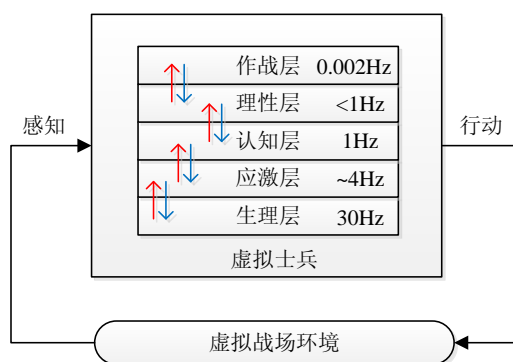 作战层 0.002Hz
理性层 <1Hz
感知
认知层 1Hz
行动
应激层 ~4Hz
生理层 30Hz
虚拟士兵
虚拟战场环境